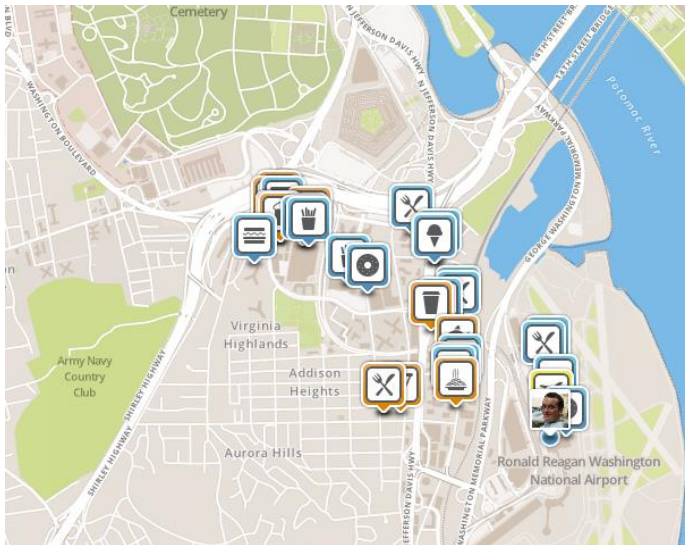 Cemetery
N BLVD
N JEFFERSON DAVIS HWY
N JEFFERSON DAVIS HWY
14TH STREET BRIDGE
14TH STREET BRIDGE
WASHINGTON BOULEVARD
GEORGE WASHINGTON MEMORIAL PARKWAY
Potomac River
Virginia
Highlands
Addison
Heights
Army Navy
Country
Club
SHIRLEY HIGHWAY
SHIRLEY HIGHWAY
Aurora Hills
JEFFERSON DAVIS HWY
WASHINGTON MEMORIAL PARKWAY
Ronald Reagan Washington
National Airport